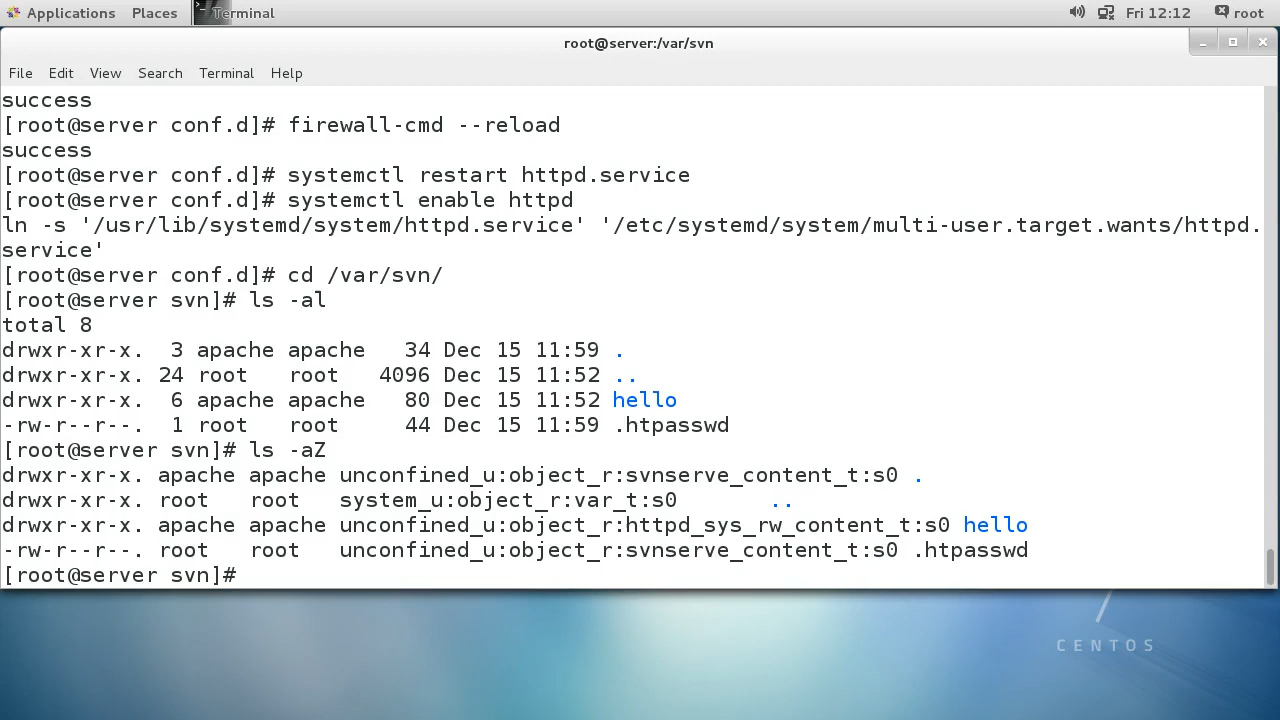 Applications Places Terminal Fri 12:12 root
root@server:/var/svn
File Edit View Search Terminal Help
success
[root@server conf.d]# firewall-cmd --reload
success
[root@server conf.d]# systemctl restart httpd.service
[root@server conf.d]# systemctl enable httpd
ln -s '/usr/lib/systemd/system/httpd.service' '/etc/systemd/system/multi-user.target.wants/httpd.
service'
[root@server conf.d]# cd /var/svn/
[root@server svn]# ls -al
total 8
drwxr-xr-x.  3 apache apache   34 Dec 15 11:59 .
drwxr-xr-x. 24 root   root   4096 Dec 15 11:52 ..
drwxr-xr-x.  6 apache apache   80 Dec 15 11:52 hello
-rw-r--r--.  1 root   root     44 Dec 15 11:59 .htpasswd
[root@server svn]# ls -aZ
drwxr-xr-x. apache apache unconfined_u:object_r:svnserve_content_t:s0 .
drwxr-xr-x. root   root   system_u:object_r:var_t:s0       ..
drwxr-xr-x. apache apache unconfined_u:object_r:httpd_sys_rw_content_t:s0 hello
-rw-r--r--. root   root   unconfined_u:object_r:svnserve_content_t:s0 .htpasswd
[root@server svn]#
7
CENTOS